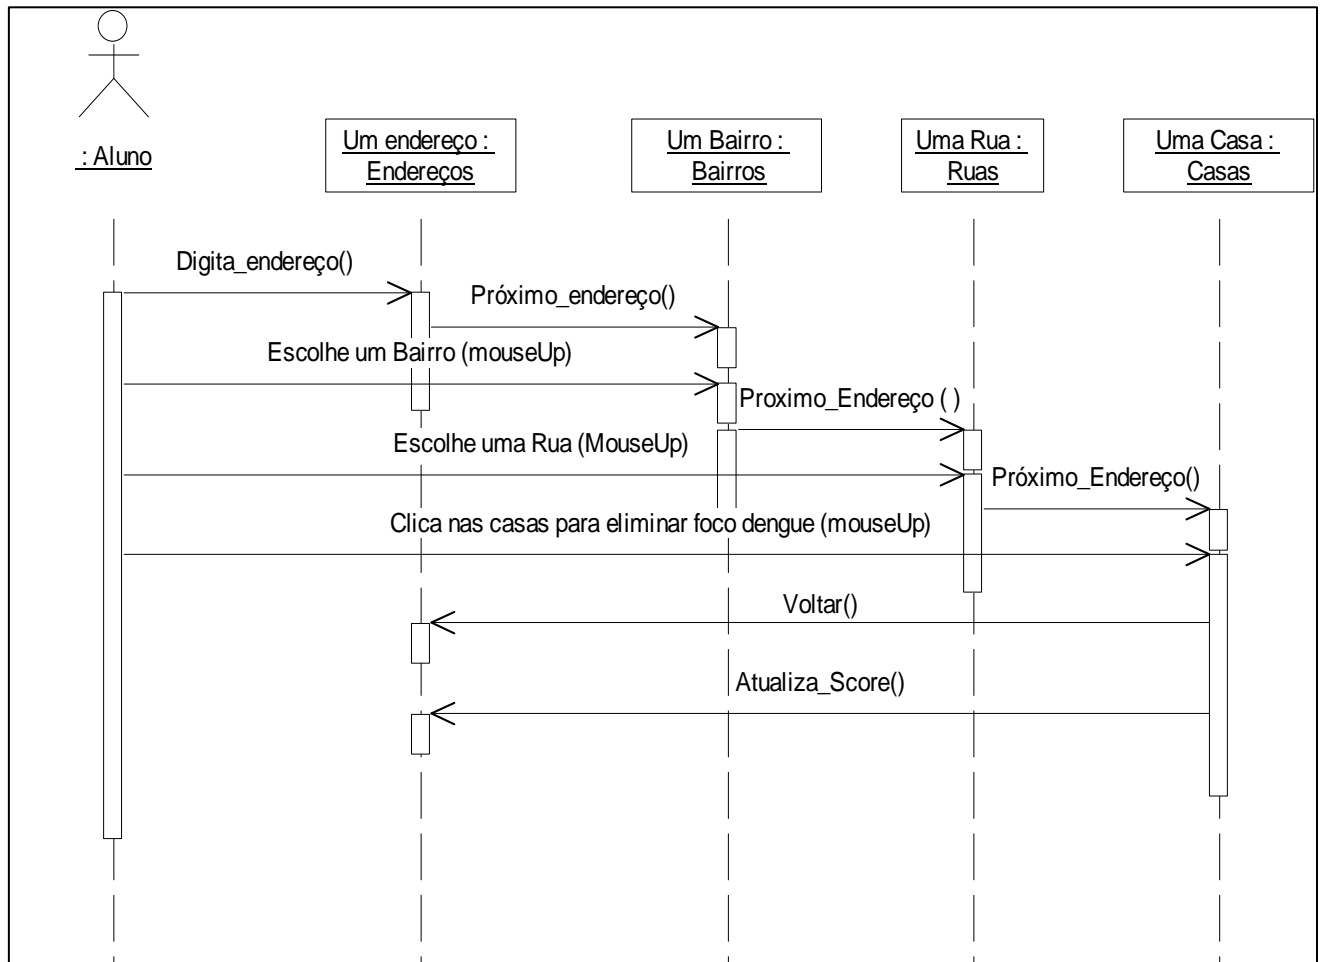 : Aluno
Um endereço :
Endereços
Um Bairro :
Bairros
Uma Rua :
Ruas
Uma Casa :
Casas
Digita_endereço()
Próximo_endereço()
Escolhe um Bairro (mouseUp)
Proximo_Endereço ( )
Escolhe uma Rua (MouseUp)
Próximo_Endereço()
Clica nas casas para eliminar foco dengue (mouseUp)
Voltar()
Atualiza_Score()